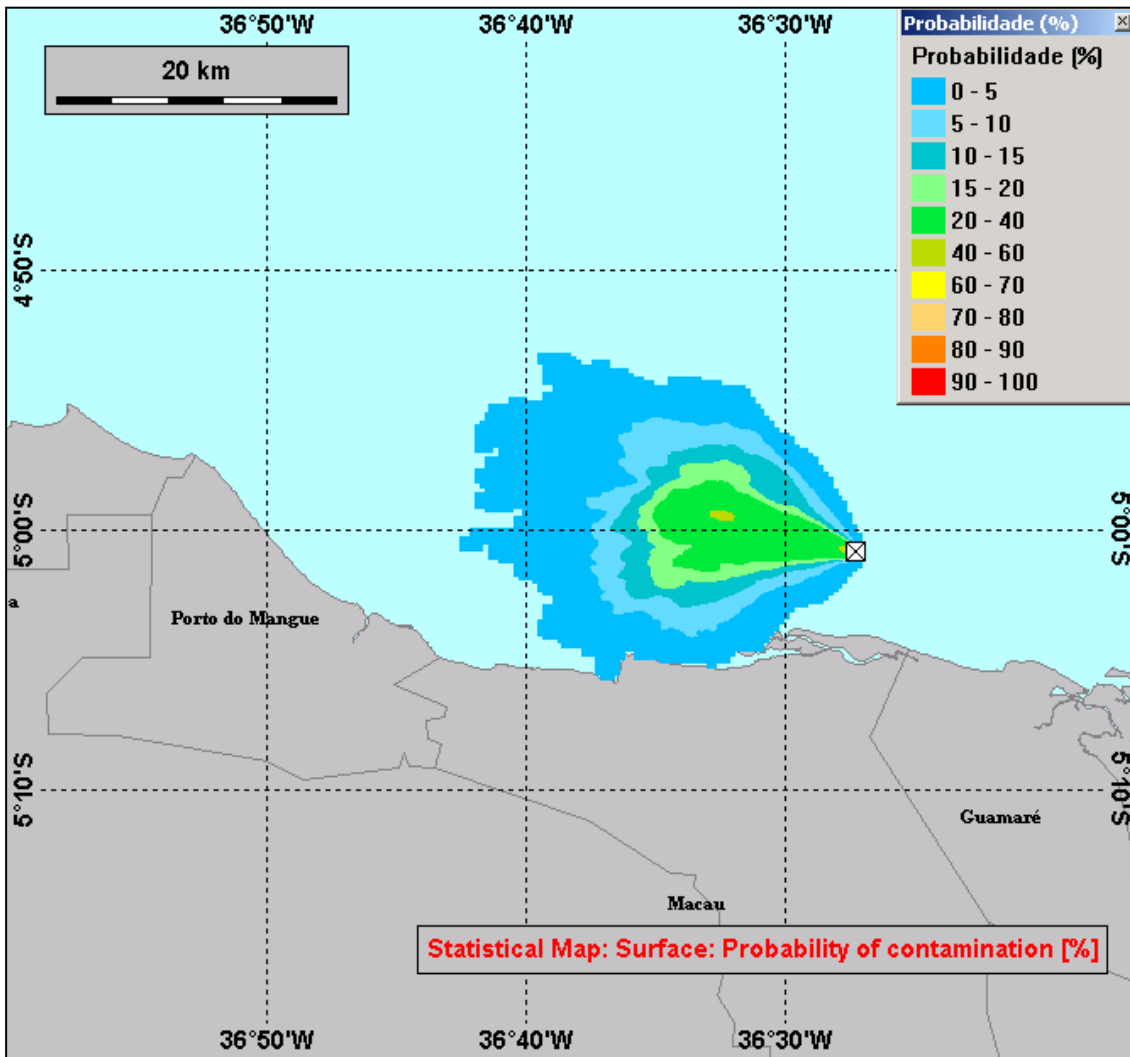 36°50'W
36°40'W
36°30'W
Probabilidade (%)
20 km
Probabilidade [%]
0 - 5
5 - 10
10 - 15
15 - 20
20 - 40
40 - 60
60 - 70
70 - 80
80 - 90
90 - 100
4°50'S
5°00'S
5°00'S
a
Porto do Mangue
5°10'S
5°10'S
Guamaré
Macau
Statistical Map: Surface: Probability of contamination [%]
36°50'W
36°40'W
36°30'W